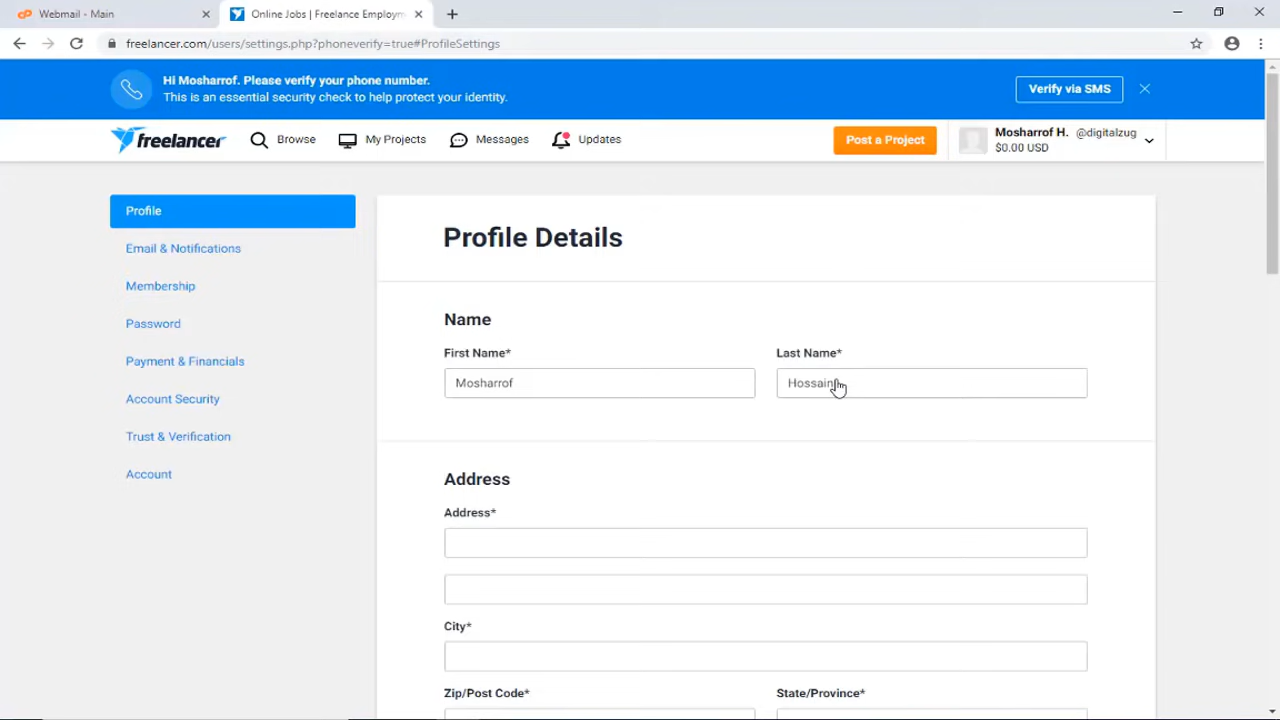 Webmail - Main
Online Jobs | Freelance Employm
freelancer.com/users/settings.php?phoneverify=true#ProfileSettings
Hi Mosharrof. Please verify your phone number.
This is an essential security check to help protect your identity.
Verify via SMS
freelancer
Browse
My Projects
Messages
Updates
Post a Project
Mosharrof H. @digitalzug
$0.00 USD
Profile
Email & Notifications
Membership
Password
Payment & Financials
Account Security
Trust & Verification
Account
Profile Details
Name
First Name*
Last Name*
Mosharrof
Hossain
Address
Address*
City*
Zip/Post Code*
State/Province*